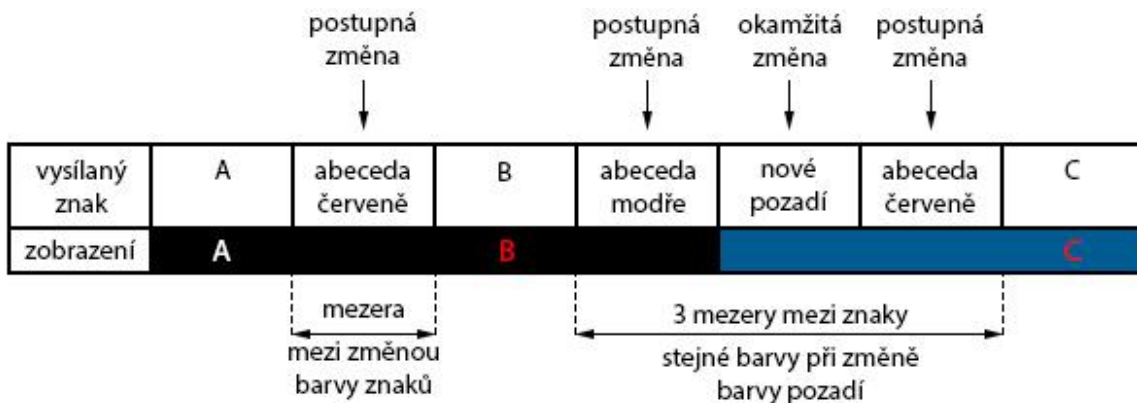 postupná
změna
postupná
změna
okamžitá
změna
postupná
změna
vysílaný
znak
A
abeceda
červeně
B
abeceda
modře
nové
pozadí
abeceda
červeně
C
zobrazení
A
B
C
mezera
mezi změnou
barvy znaků
3 mezery mezi znaky
stejné barvy při změně
barvy pozadí